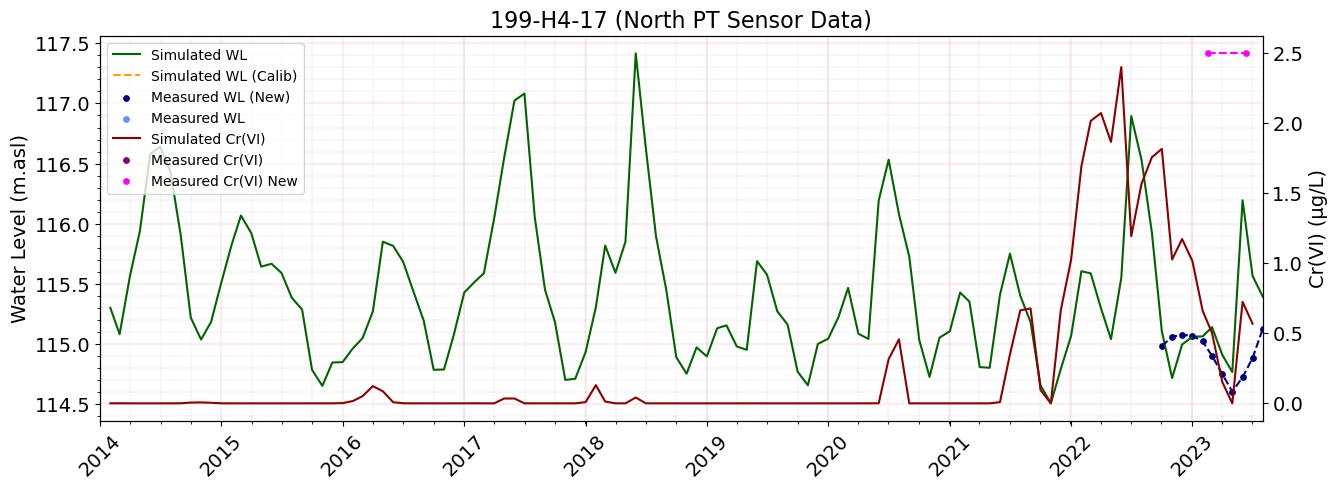 199-H4-17 (North PT Sensor Data)
Simulated WL
Simulated WL (Calib)
Measured WL (New)
Measured WL
Simulated Cr(VI)
Measured Cr(VI)
Measured Cr(VI) New
Water Level (m.asl)
117.5
117.0
116.5
116.0
115.5
115.0
114.5
Cr(VI) (μg/L)
2.5
2.0
1.5
1.0
0.5
0.0
2014 2015 2016 2017 2018 2019 2020 2021 2022 2023